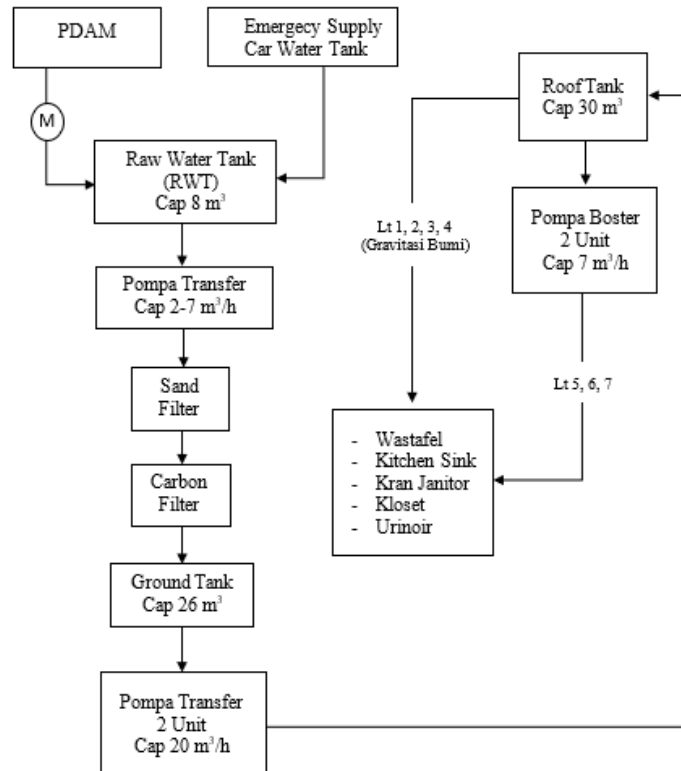 PDAM
Emergecy Supply
Car Water Tank
M
Raw Water Tank
(RWT)
Cap 8 m³
Pompa Transfer
Cap 2-7 m³/h
Sand
Filter
Carbon
Filter
Ground Tank
Cap 26 m³
Pompa Transfer
2 Unit
Cap 20 m³/h
Roof Tank
Cap 30 m³
Lt 1, 2, 3, 4
(Gravitasi Bumi)
Pompa Boster
2 Unit
Cap 7 m³/h
Lt 5, 6, 7
- Wastafel
- Kitchen Sink
- Kran Janitor
- Kloset
- Urinoir